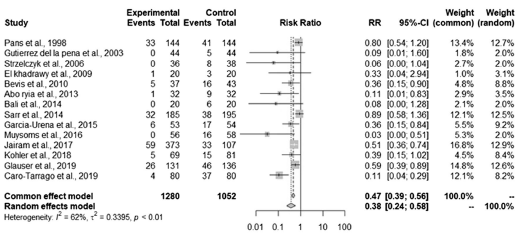 Experimental Control Weight Weight
Study Events Total Events Total Risk Ratio RR 95%-CI (common) (random)
Pans et al., 1998 33 144 41 144 0.80 [0.54; 1.20] 13.4% 12.7%
Gutierrez del la pena et al., 2003 0 44 5 44 0.09 [0.01; 1.60] 1.8% 2.0%
Strzelczyk et al., 2006 0 36 8 38 0.06 [0.00; 1.04] 2.7% 2.0%
El khadrawy et al., 2009 1 20 3 20 0.33 [0.04; 2.94] 1.0% 3.1%
Bevis et al., 2010 5 37 16 43 0.36 [0.15; 0.90] 4.8% 8.8%
Abo ryia et al., 2013 1 32 9 32 0.11 [0.01; 0.83] 2.9% 3.5%
Bali et al., 2014 0 20 6 20 0.08 [0.00; 1.28] 2.1% 2.0%
Sarr et al., 2014 32 185 38 195 0.89 [0.58; 1.36] 12.1% 12.5%
Garcia-Urena et al., 2015 6 53 17 54 0.36 [0.15; 0.84] 5.5% 9.2%
Muysoms et al., 2016 0 56 16 58 0.03 [0.00; 0.51] 5.3% 2.1%
Jairam et al., 2017 59 373 33 107 0.51 [0.36; 0.74] 16.8% 13.1%
Kohler et al., 2018 5 69 15 81 0.39 [0.15; 1.02] 4.5% 8.4%
Glauser et al., 2019 26 131 46 136 0.59 [0.39; 0.89] 14.8% 12.6%
Caro-Tarrago et al., 2019 4 80 37 80 0.11 [0.04; 0.29] 12.1% 8.2%
Common effect model 1280 1052 0.47 [0.39; 0.56] 100.0% --
Random effects model 0.38 [0.24; 0.58] -- 100.0%
Heterogeneity: I² = 62%, τ² = 0.3395, p < 0.01
0.01 0.1 1 10 100